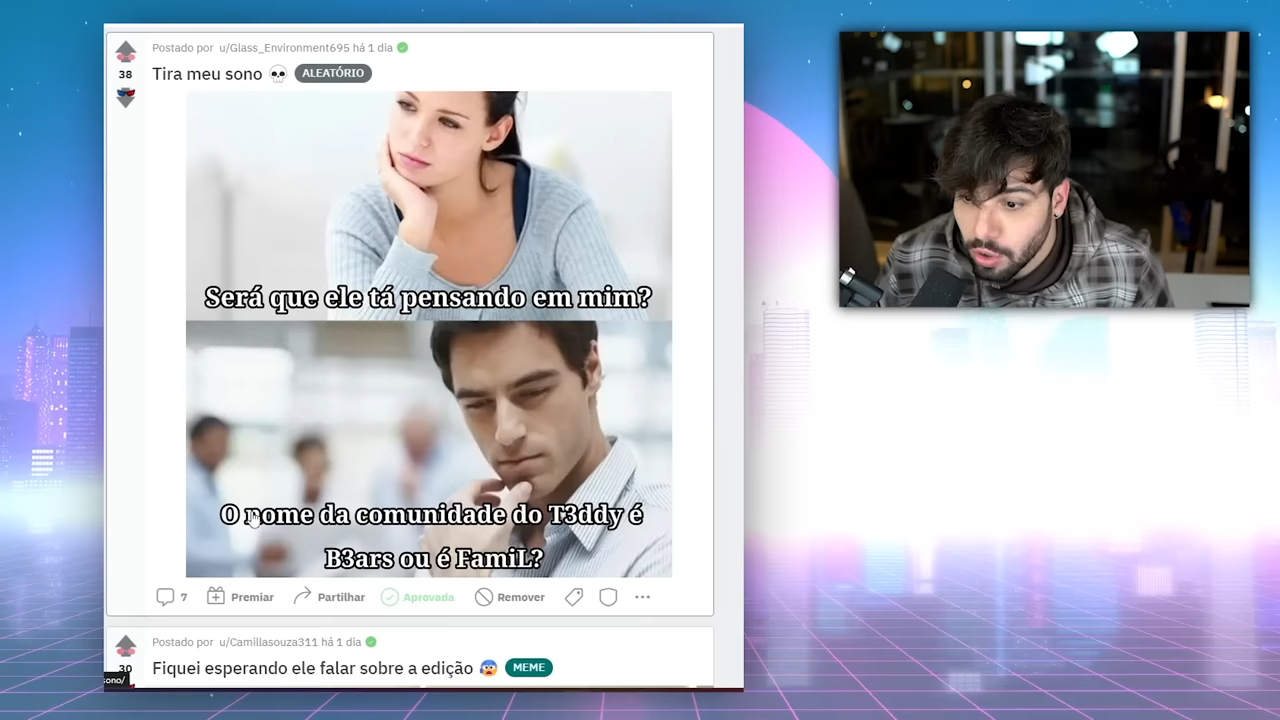 Postado por u/Glass_Environment695 há 1 dia
38
Tira meu sono 💀 ALEATÓRIO
Será que ele tá pensando em mim?
O nome da comunidade do T3ddy é
B3ars ou é FamiL?
7 Premiar Partilhar Aprovada Remover
Postado por u/Camillasouza311 há 1 dia
30
Fiquei esperando ele falar sobre a edição 😱 MEME
sono/